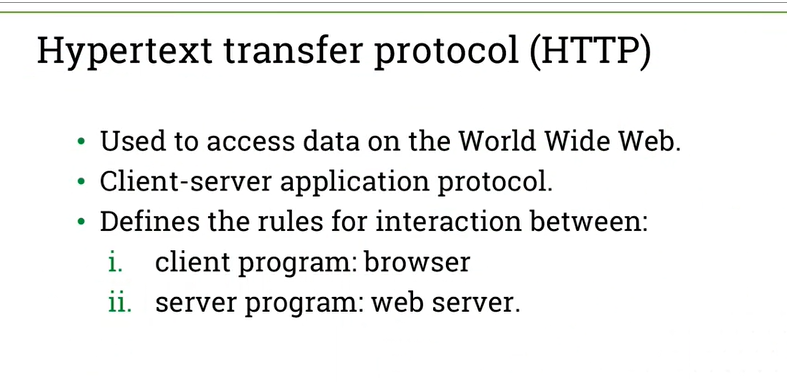 Hypertext transfer protocol (HTTP)
• Used to access data on the World Wide Web.
• Client-server application protocol.
• Defines the rules for interaction between:
i. client program: browser
ii. server program: web server.